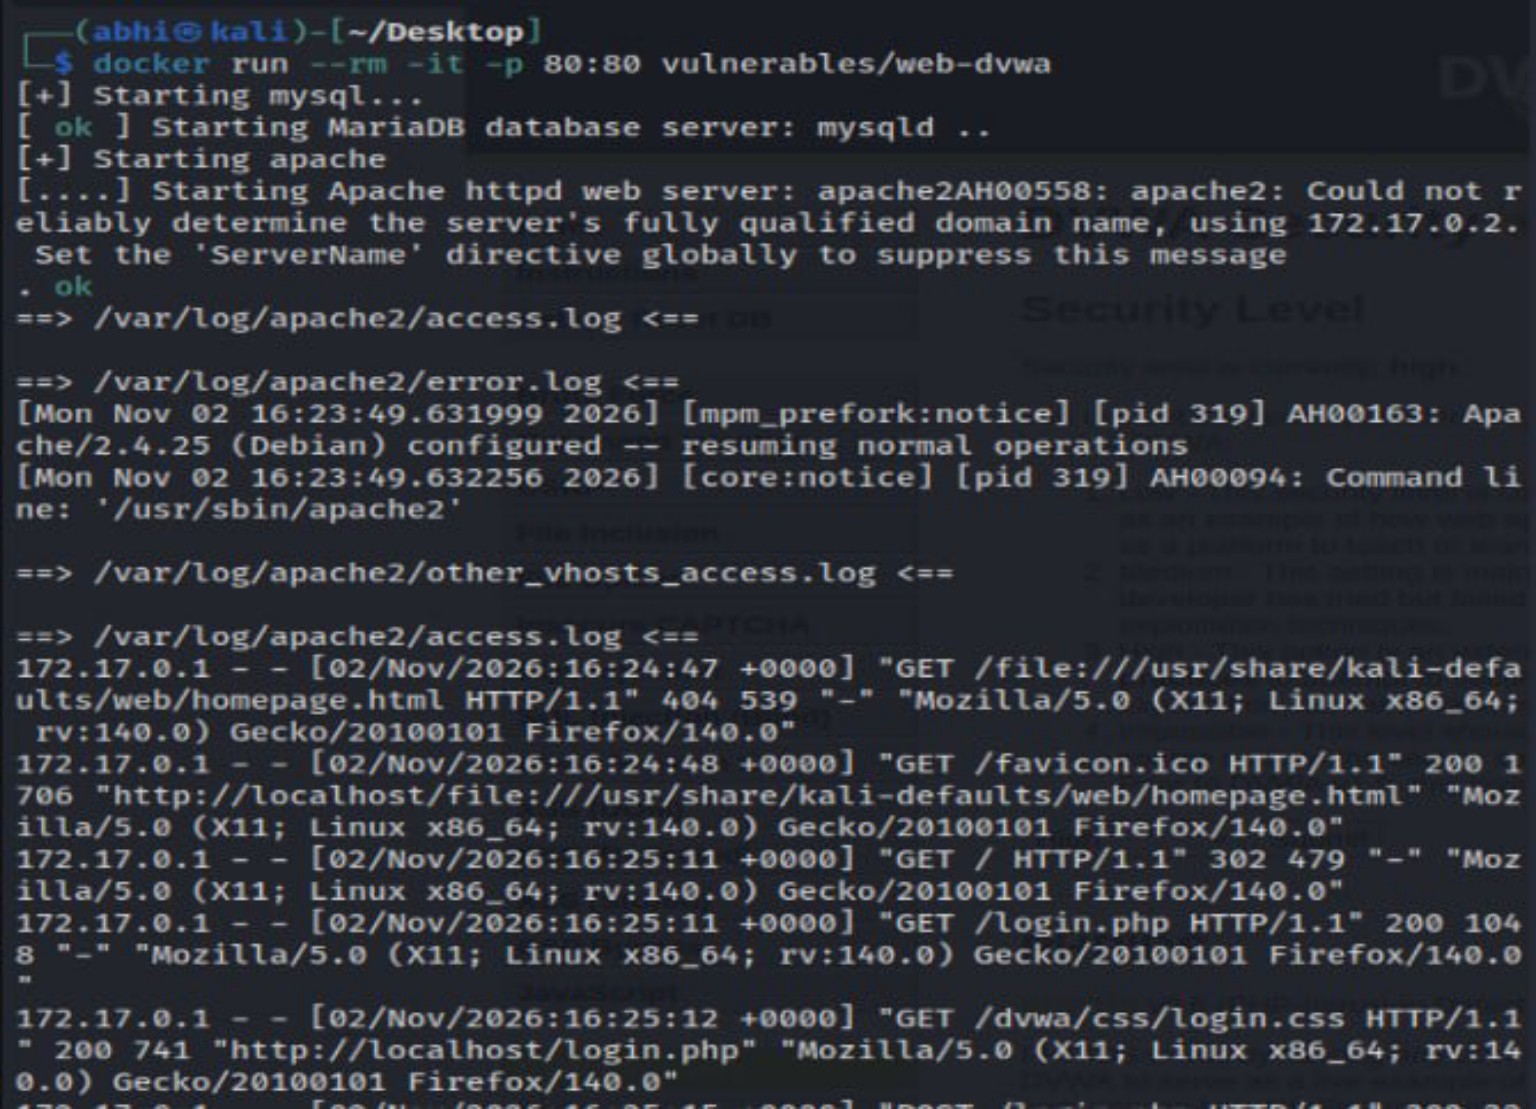 (abhi㉿kali)-[~/Desktop]
$ docker run --rm -it -p 80:80 vulnerables/web-dvwa
[+] Starting mysql...
[ ok ] Starting MariaDB database server: mysqld ..
[+] Starting apache
[....] Starting Apache httpd web server: apache2AH00558: apache2: Could not r
eliably determine the server's fully qualified domain name, using 172.17.0.2.
Set the 'ServerName' directive globally to suppress this message
. ok
==> /var/log/apache2/access.log <==
==> /var/log/apache2/error.log <==
[Mon Nov 02 16:23:49.631999 2026] [mpm_prefork:notice] [pid 319] AH00163: Apa
che/2.4.25 (Debian) configured -- resuming normal operations
[Mon Nov 02 16:23:49.632256 2026] [core:notice] [pid 319] AH00094: Command li
ne: '/usr/sbin/apache2'
==> /var/log/apache2/other_vhosts_access.log <==
==> /var/log/apache2/access.log <==
172.17.0.1 - - [02/Nov/2026:16:24:47 +0000] "GET /file:///usr/share/kali-defa
ults/web/homepage.html HTTP/1.1" 404 539 "-" "Mozilla/5.0 (X11; Linux x86_64;
rv:140.0) Gecko/20100101 Firefox/140.0"
172.17.0.1 - - [02/Nov/2026:16:24:48 +0000] "GET /favicon.ico HTTP/1.1" 200 1
706 "http://localhost/file:///usr/share/kali-defaults/web/homepage.html" "Moz
illa/5.0 (X11; Linux x86_64; rv:140.0) Gecko/20100101 Firefox/140.0"
172.17.0.1 - - [02/Nov/2026:16:25:11 +0000] "GET / HTTP/1.1" 302 479 "-" "Moz
illa/5.0 (X11; Linux x86_64; rv:140.0) Gecko/20100101 Firefox/140.0"
172.17.0.1 - - [02/Nov/2026:16:25:11 +0000] "GET /login.php HTTP/1.1" 200 104
8 "-" "Mozilla/5.0 (X11; Linux x86_64; rv:140.0) Gecko/20100101 Firefox/140.0
"
172.17.0.1 - - [02/Nov/2026:16:25:12 +0000] "GET /dvwa/css/login.css HTTP/1.1
" 200 741 "http://localhost/login.php" "Mozilla/5.0 (X11; Linux x86_64; rv:14
0.0) Gecko/20100101 Firefox/140.0"
Security Level
File Inclusion
JavaScript